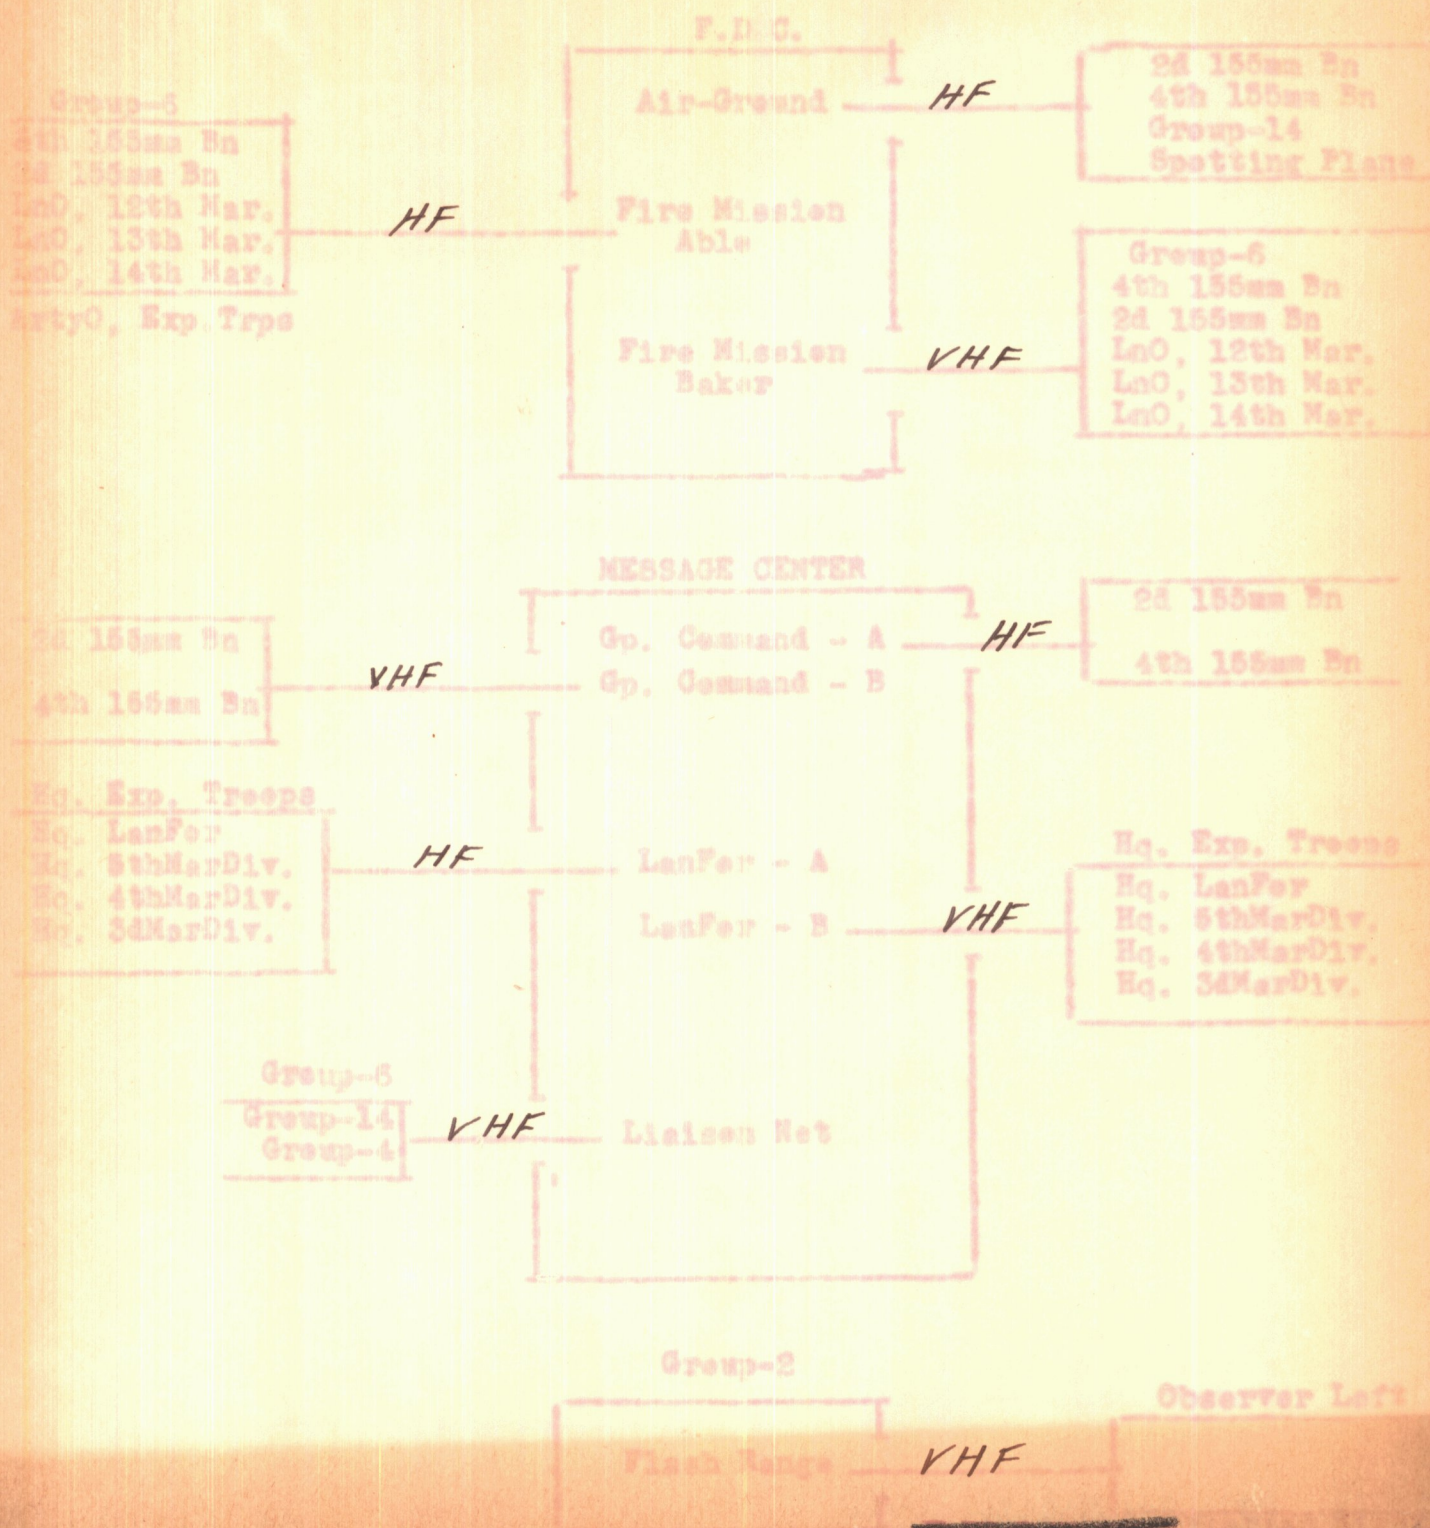 F.D.C.
Air-Ground
HF
2d 155mm Bn
4th 155mm Bn
Group-14
Spotting Plane
Group-6
4th 155mm Bn
2d 155mm Bn
LnO, 12th Mar.
LnO, 13th Mar.
LnO, 14th Mar.
ArtyO, Exp Trps
HF
Fire Mission
Able
Fire Mission
Baker
VHF
Group-6
4th 155mm Bn
2d 155mm Bn
LnO, 12th Mar.
LnO, 13th Mar.
LnO, 14th Mar.
MESSAGE CENTER
Gp. Command - A
HF
2d 155mm Bn
4th 155mm Bn
2d 155mm Bn
4th 155mm Bn
VHF
Gp. Command - B
Hq. Exp. Troops
Hq. LanFor
Hq. 5thMarDiv.
Hq. 4thMarDiv.
Hq. 3dMarDiv.
HF
LanFor - A
LanFor - B
VHF
Hq. Exp. Troops
Hq. LanFor
Hq. 5thMarDiv.
Hq. 4thMarDiv.
Hq. 3dMarDiv.
Group-6
Group-14
Group-4
VHF
Liaison Net
Group-2
Flash Range
VHF
Observer Left